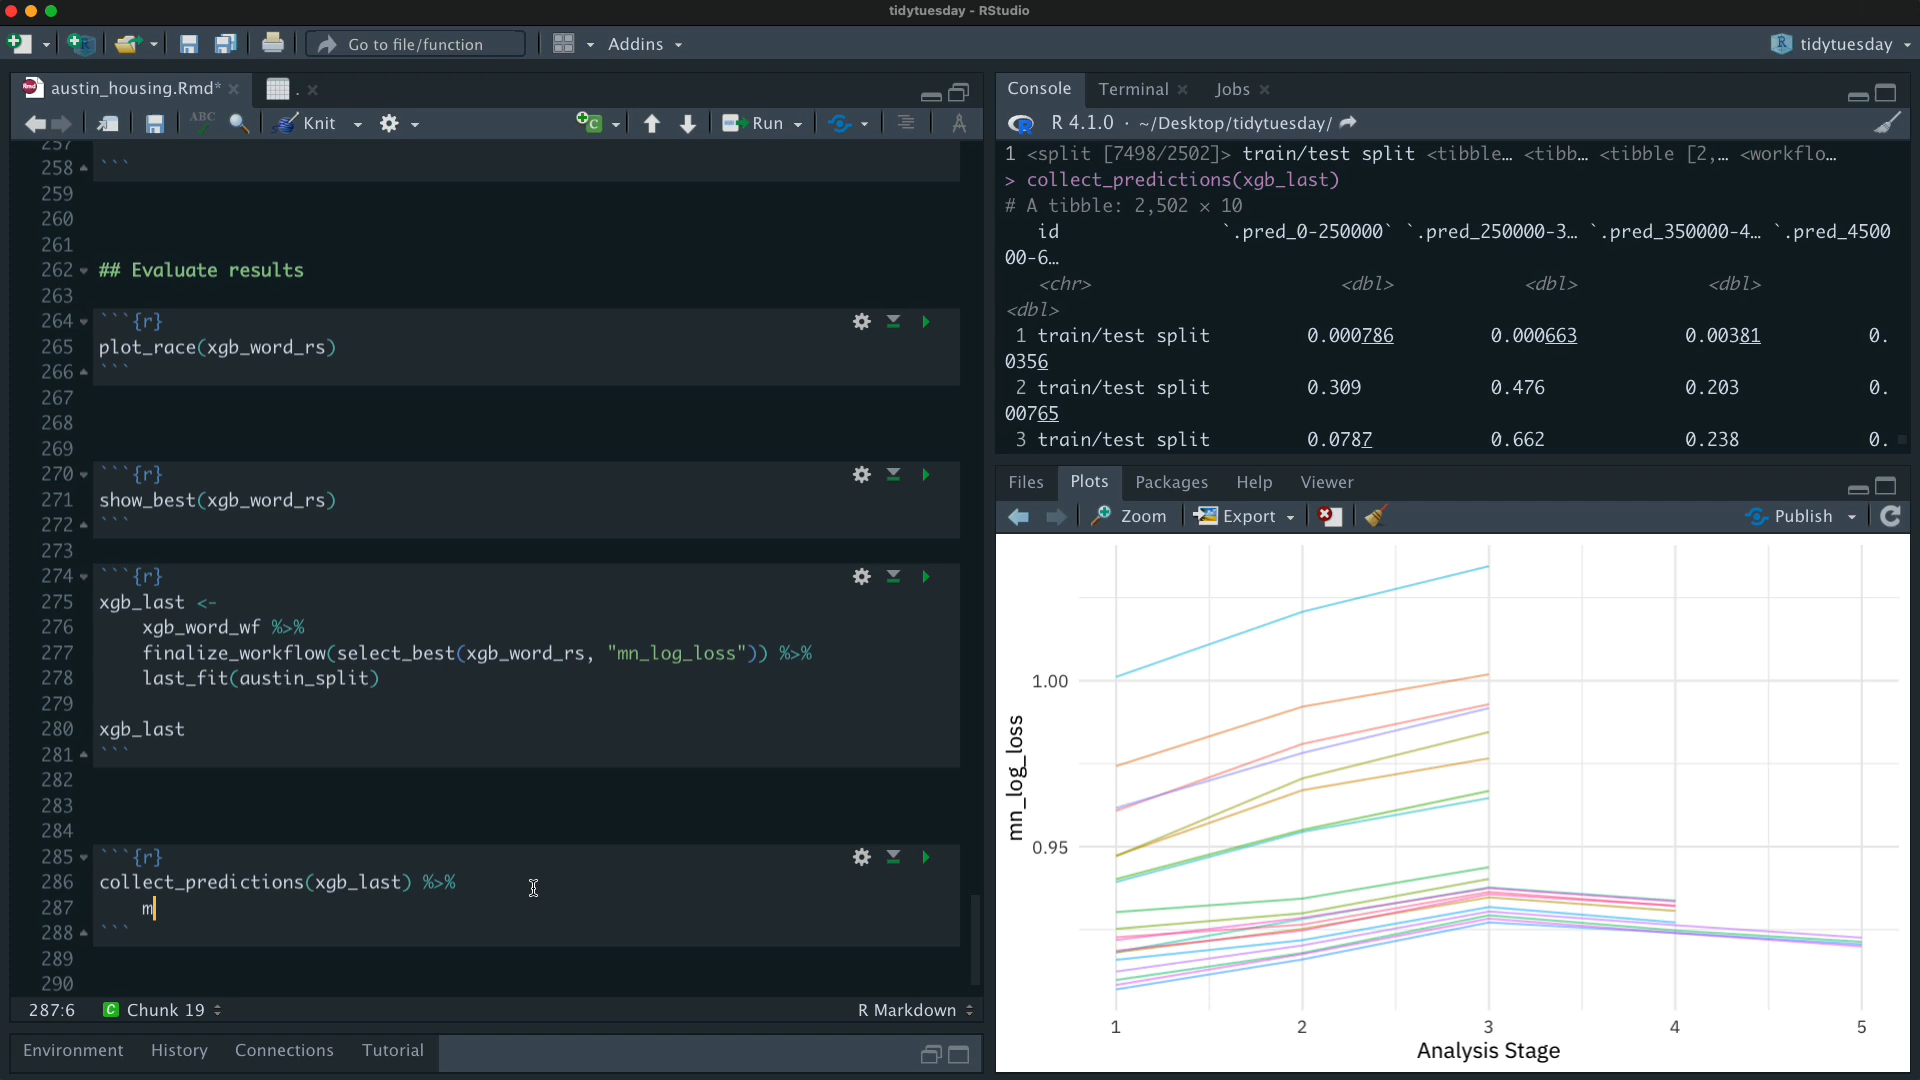 tidytuesday - RStudio
Go to file/function
Addins
tidytuesday
austin_housing.Rmd*
.
ABC
Knit
Run
257
258 ```
259
260
261
262 ## Evaluate results
263
264 ```{r}
265 plot_race(xgb_word_rs)
266 ```
267
268
269
270 ```{r}
271 show_best(xgb_word_rs)
272 ```
273
274 ```{r}
275 xgb_last <-
276 xgb_word_wf %>%
277 finalize_workflow(select_best(xgb_word_rs, "mn_log_loss")) %>%
278 last_fit(austin_split)
279
280 xgb_last
281 ```
282
283
284
285 ```{r}
286 collect_predictions(xgb_last) %>%
287 m
288 ```
289
290
287:6 C Chunk 19
R Markdown
Environment History Connections Tutorial
Console Terminal Jobs
R 4.1.0 · ~/Desktop/tidytuesday/
1 <split [7498/2502]> train/test split <tibble… <tibb… <tibble [2,… <workflo…
> collect_predictions(xgb_last)
# A tibble: 2,502 × 10
id `.pred_0-250000` `.pred_250000-3… `.pred_350000-4… `.pred_4500
00-6…
<chr> <dbl> <dbl> <dbl>
<dbl>
1 train/test split 0.000786 0.000663 0.00381 0.
0356
2 train/test split 0.309 0.476 0.203 0.
00765
3 train/test split 0.0787 0.662 0.238 0.
Files Plots Packages Help Viewer
Zoom Export Publish
1.00
0.95
mn_log_loss
1 2 3 4 5
Analysis Stage